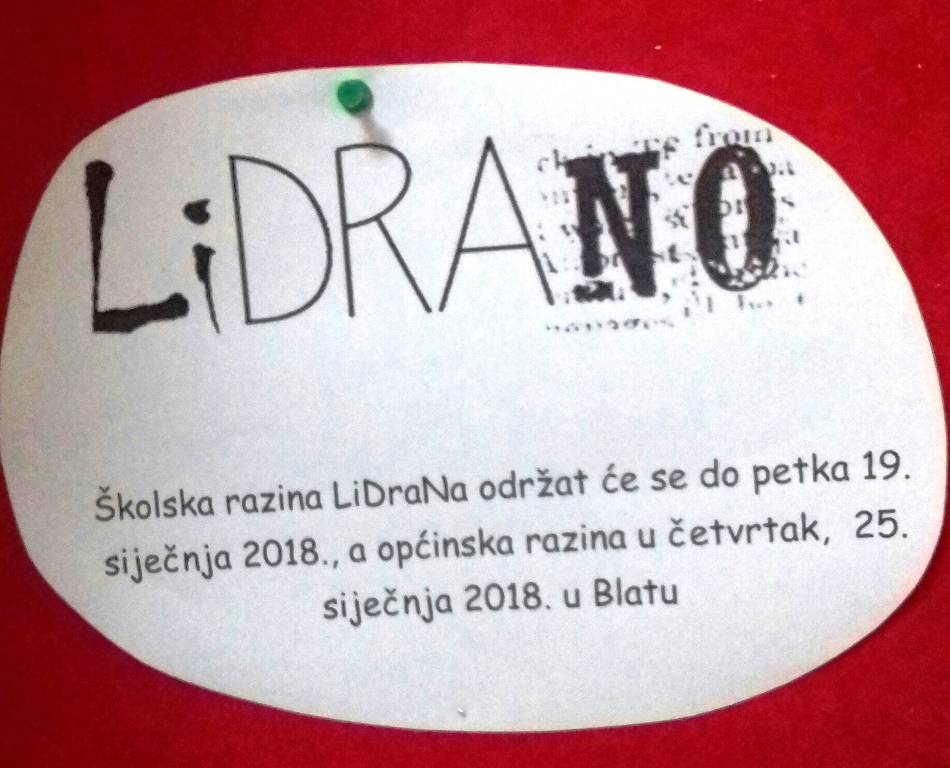 LiDRANO
Školska razina LiDraNa održat će se do petka 19.
siječnja 2018., a općinska razina u četvrtak, 25.
siječnja 2018. u Blatu